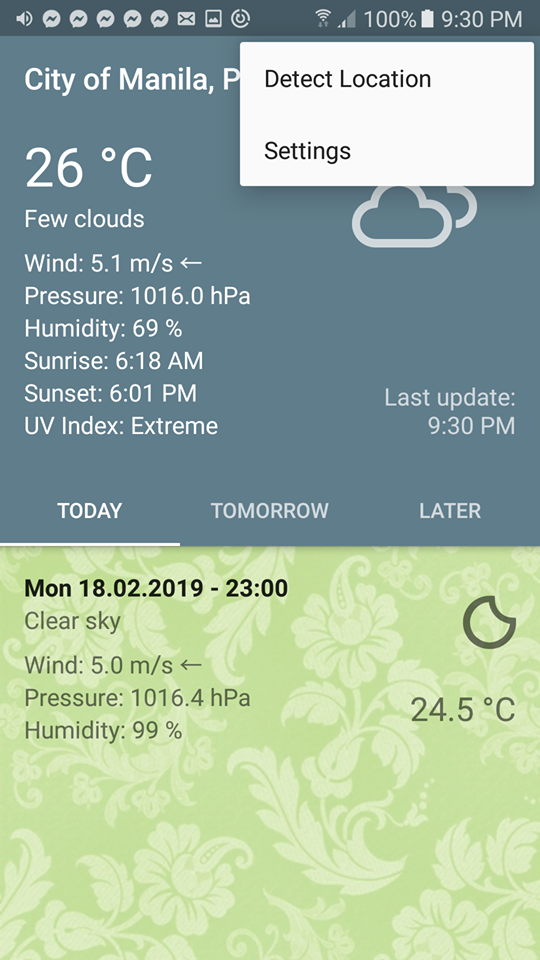 100% 9:30 PM
City of Manila, P
Detect Location
Settings
26 °C
Few clouds
Wind: 5.1 m/s ←
Pressure: 1016.0 hPa
Humidity: 69 %
Sunrise: 6:18 AM
Sunset: 6:01 PM
UV Index: Extreme
Last update:
9:30 PM
TODAY TOMORROW LATER
Mon 18.02.2019 - 23:00
Clear sky
Wind: 5.0 m/s ←
Pressure: 1016.4 hPa
Humidity: 99 %
24.5 °C